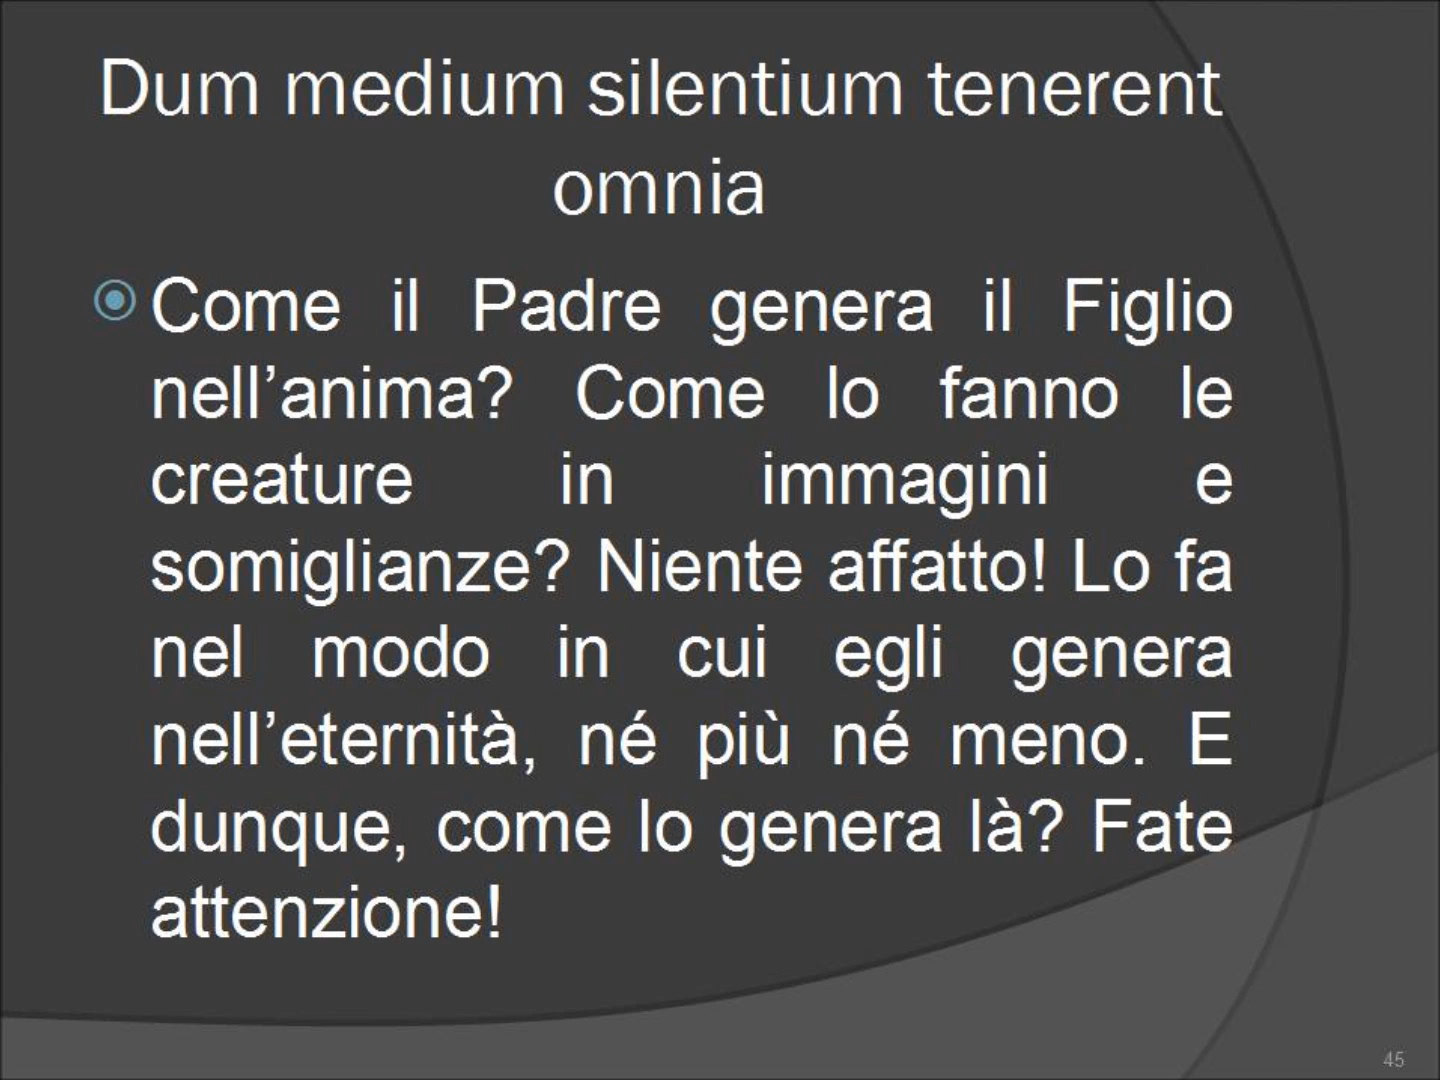 Dum medium silentium tenerent
omnia
Come il Padre genera il Figlio
nell’anima? Come lo fanno le
creature in immagini e
somiglianze? Niente affatto! Lo fa
nel modo in cui egli genera
nell’eternità, né più né meno. E
dunque, come lo genera là? Fate
attenzione!
45